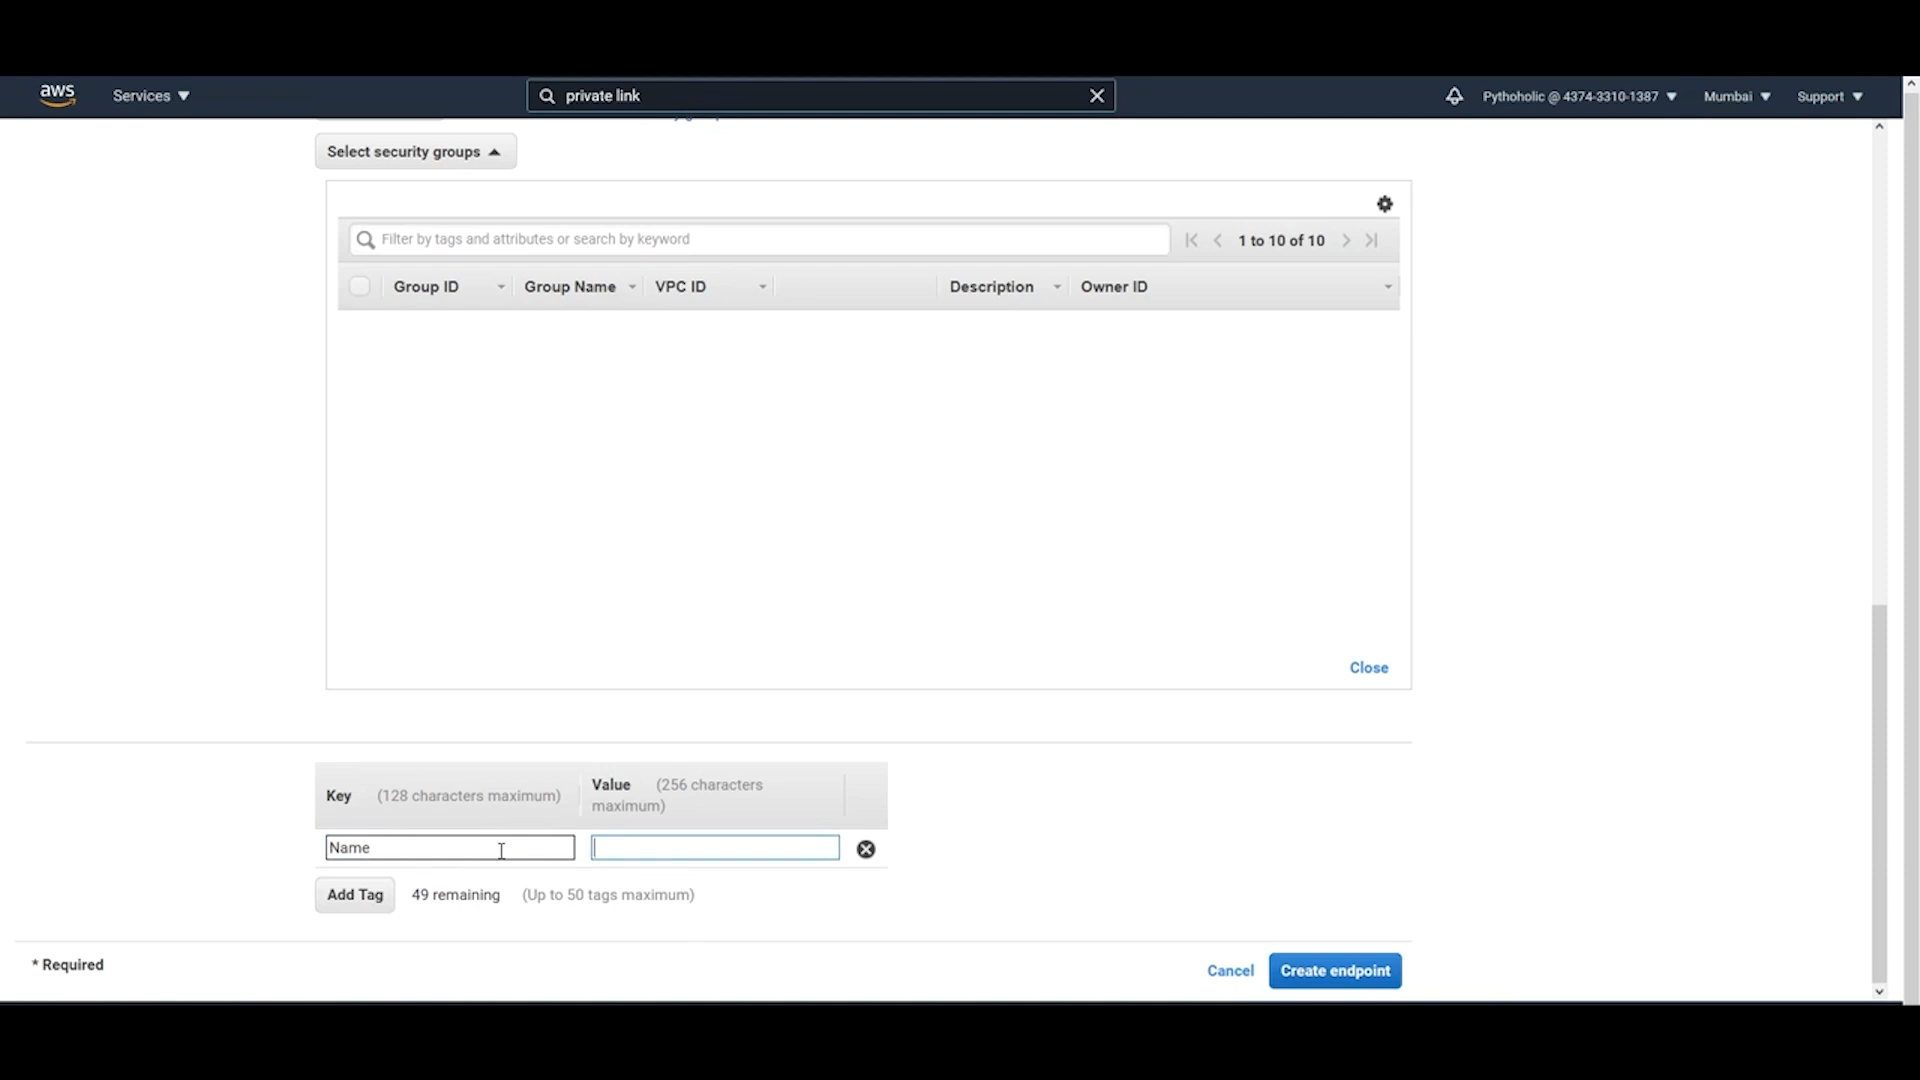 aws
Services
private link
Pythoholic @ 4374-3310-1387
Mumbai
Support
Select security groups
Filter by tags and attributes or search by keyword
1 to 10 of 10
Group ID
Group Name
VPC ID
Description
Owner ID
Close
Key (128 characters maximum)
Value (256 characters
maximum)
Name
Add Tag
49 remaining
(Up to 50 tags maximum)
* Required
Cancel
Create endpoint